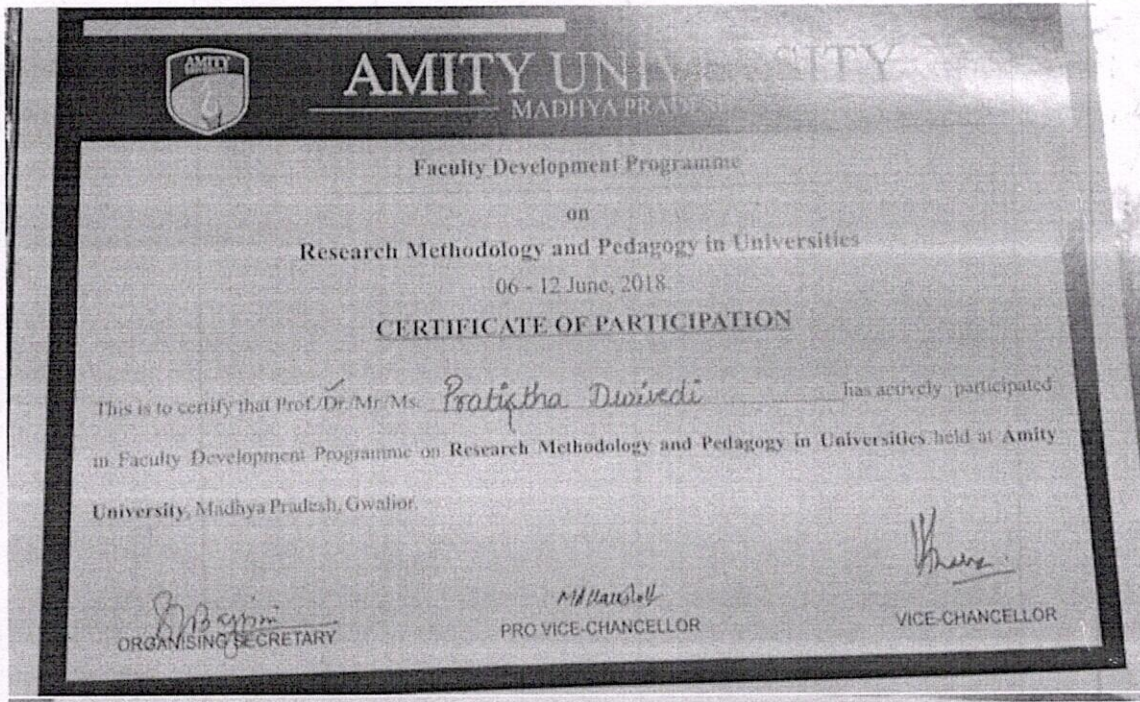 AMITY
AMITY UNIVERSITY
MADHYA PRADESH
Faculty Development Programme
on
Research Methodology and Pedagogy in Universities
06 - 12 June, 2018
CERTIFICATE OF PARTICIPATION
This is to certify that Prof./Dr./Mr./Ms. Pratiqtha Dwivedi has actively participated
in Faculty Development Programme on Research Methodology and Pedagogy in Universities held at Amity
University, Madhya Pradesh, Gwalior.
ORGANISING SECRETARY
PRO VICE-CHANCELLOR
VICE-CHANCELLOR